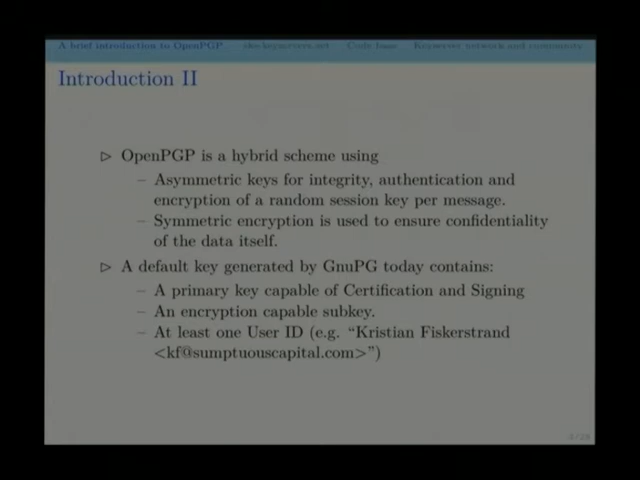 A brief introduction to OpenPGP sks-keyservers.net Code base Keyserver network and community
Introduction II
▷ OpenPGP is a hybrid scheme using
– Asymmetric keys for integrity, authentication and
encryption of a random session key per message.
– Symmetric encryption is used to ensure confidentiality
of the data itself.
▷ A default key generated by GnuPG today contains:
– A primary key capable of Certification and Signing
– An encryption capable subkey.
– At least one User ID (e.g. “Kristian Fiskerstrand
<kf@sumptuouscapital.com>”)